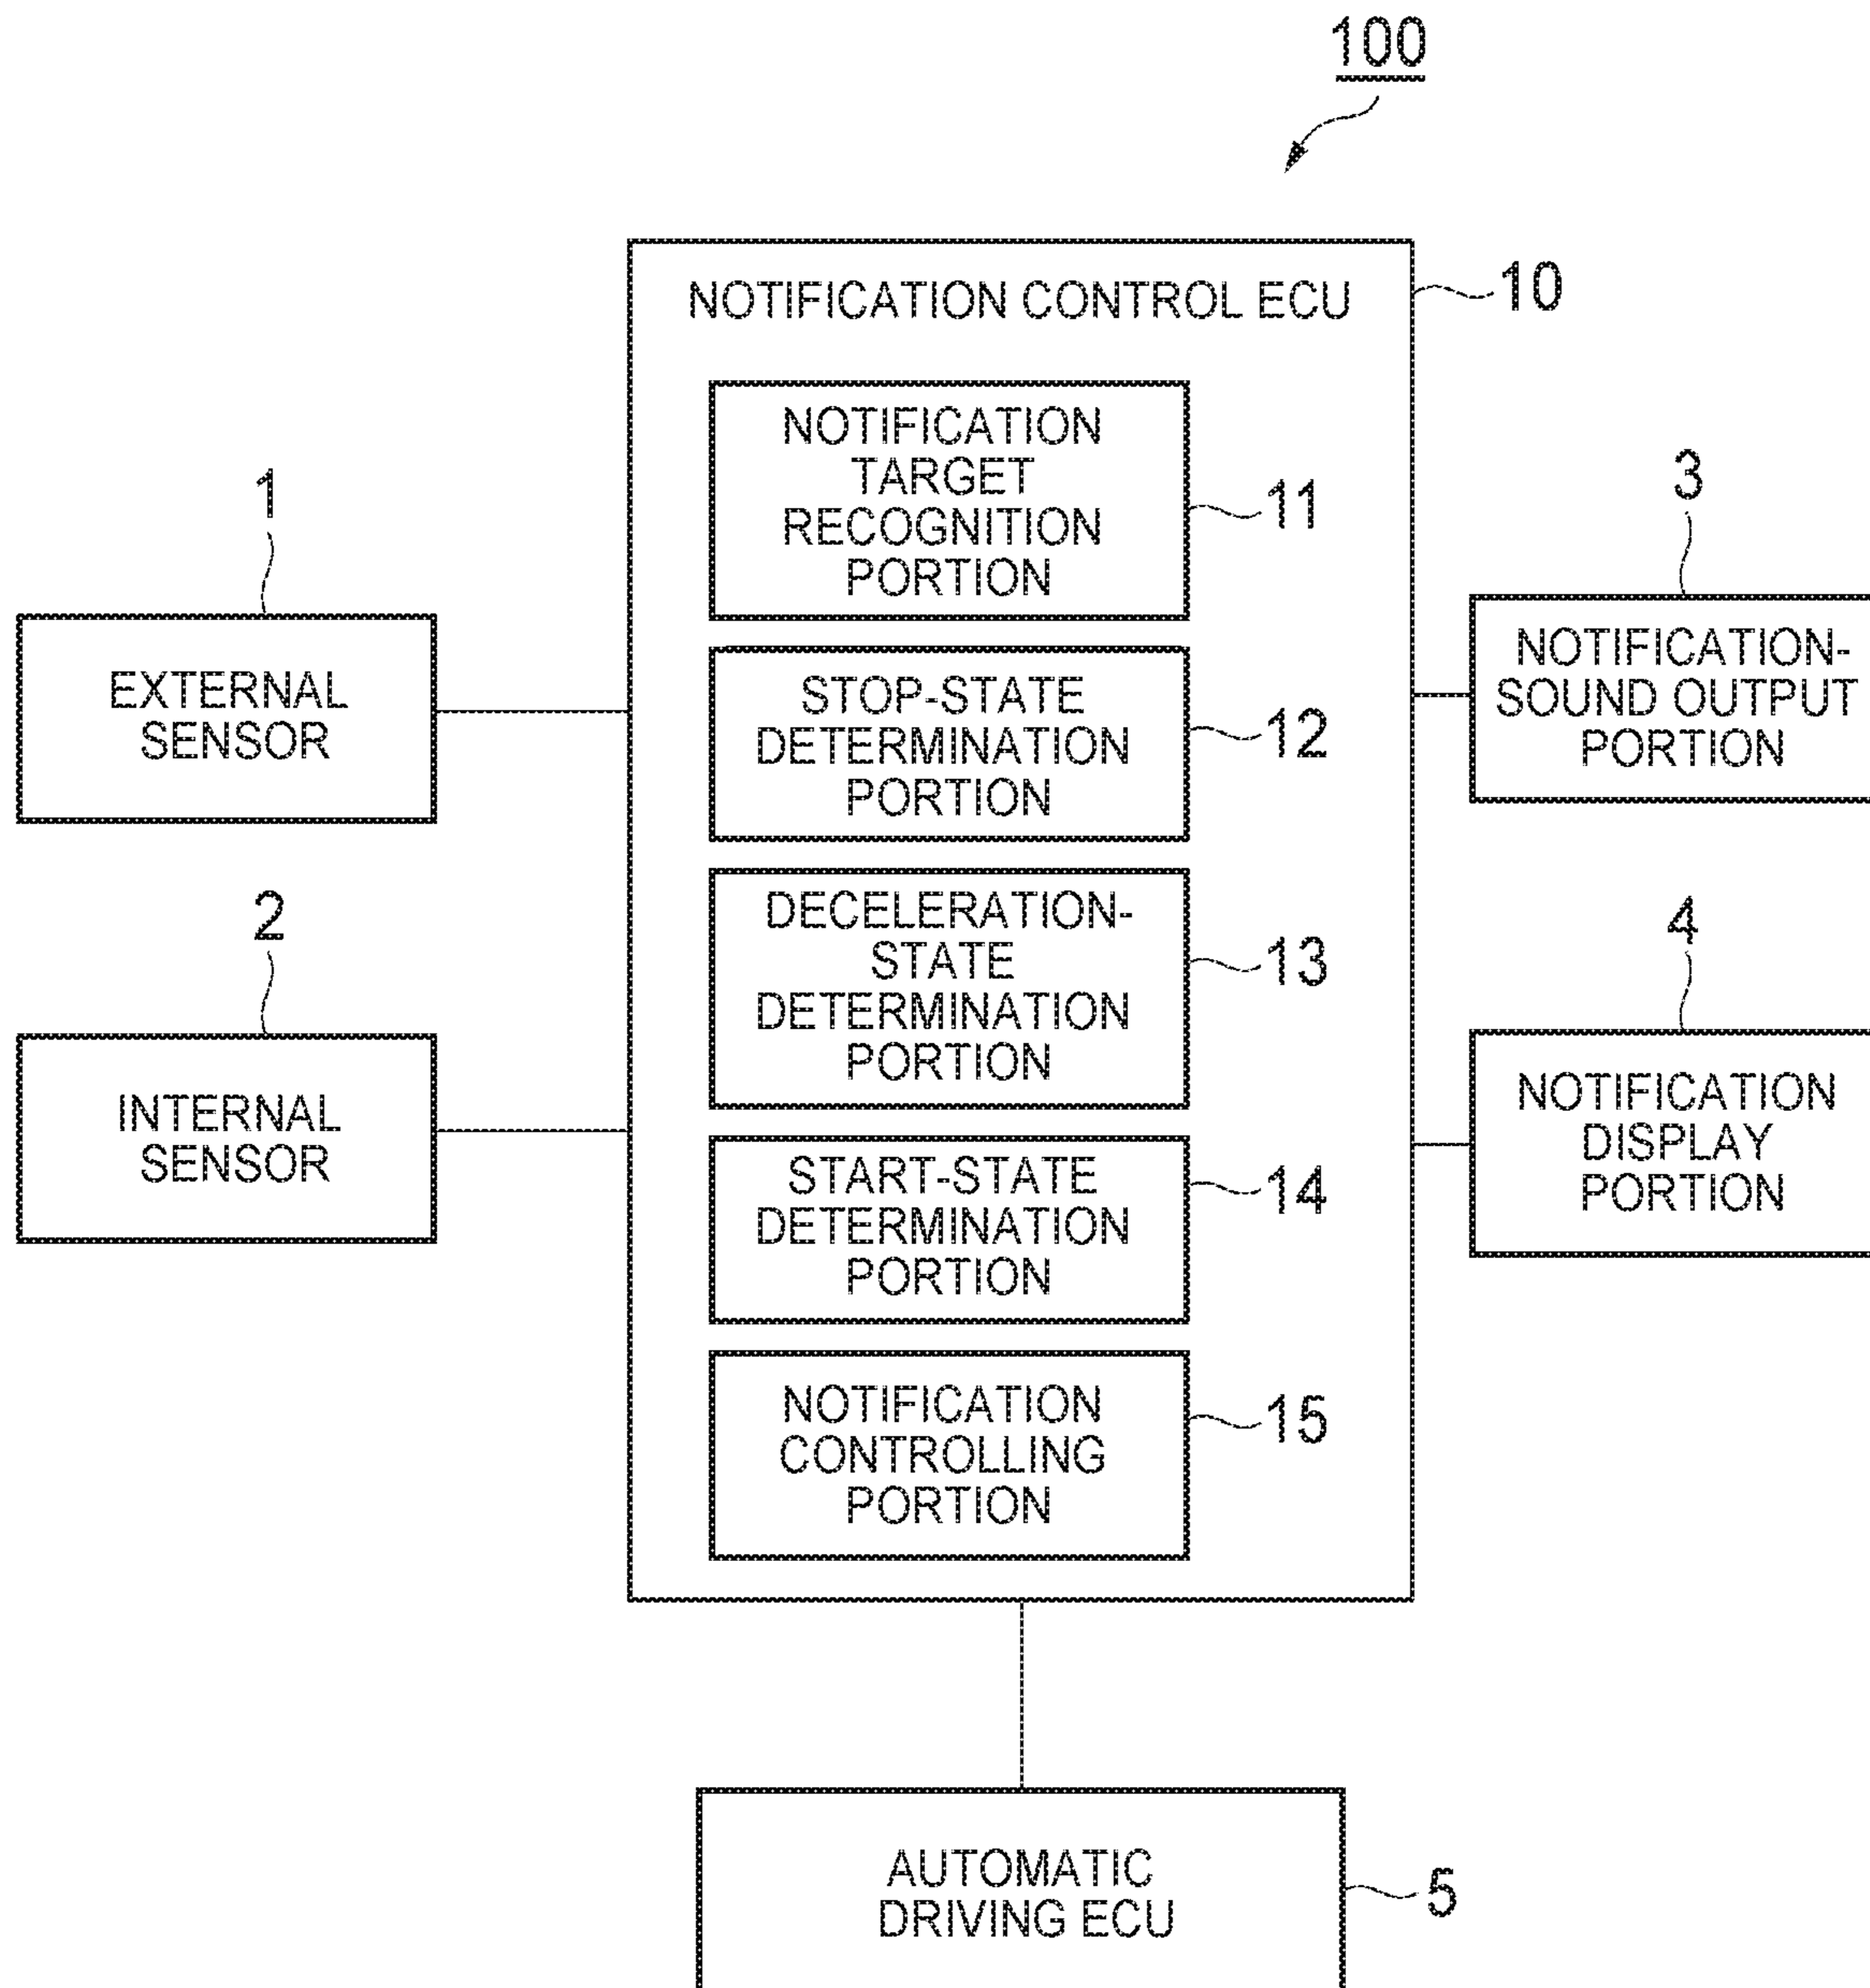 100
NOTIFICATION CONTROL ECU
10
NOTIFICATION
TARGET
RECOGNITION
PORTION
11
STOP-STATE
DETERMINATION
PORTION
12
DECELERATION-
STATE
DETERMINATION
PORTION
13
START-STATE
DETERMINATION
PORTION
14
NOTIFICATION
CONTROLLING
PORTION
15
1
EXTERNAL
SENSOR
2
INTERNAL
SENSOR
3
NOTIFICATION-
SOUND OUTPUT
PORTION
4
NOTIFICATION
DISPLAY
PORTION
AUTOMATIC
DRIVING ECU
5